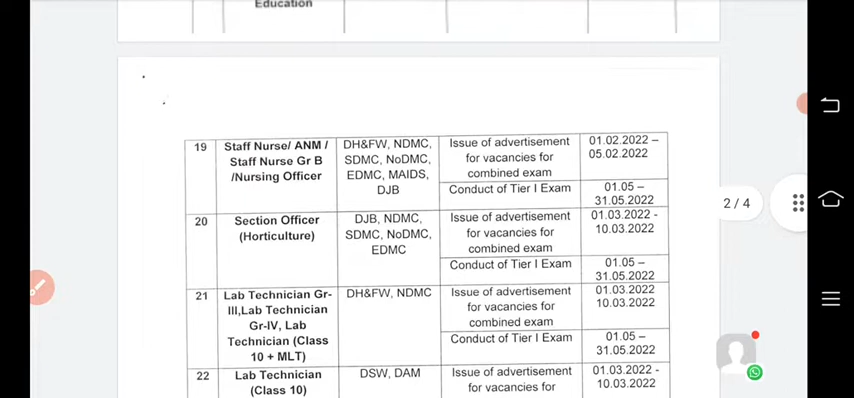 Education
19 Staff Nurse/ ANM / DH&FW, NDMC, Issue of advertisement 01.02.2022 –
Staff Nurse Gr B SDMC, NoDMC, for vacancies for 05.02.2022
/Nursing Officer EDMC, MAIDS, combined exam
DJB Conduct of Tier I Exam 01.05 –
31.05.2022
20 Section Officer DJB, NDMC, Issue of advertisement 01.03.2022 -
(Horticulture) SDMC, NoDMC, for vacancies for 10.03.2022
EDMC combined exam
Conduct of Tier I Exam 01.05 –
31.05.2022
21 Lab Technician Gr- DH&FW, NDMC Issue of advertisement 01.03.2022
III,Lab Technician for vacancies for 10.03.2022
Gr-IV, Lab combined exam
Technician (Class Conduct of Tier I Exam 01.05 –
10 + MLT) 31.05.2022
22 Lab Technician DSW, DAM Issue of advertisement 01.03.2022 -
(Class 10) for vacancies for 10.03.2022
2 / 4